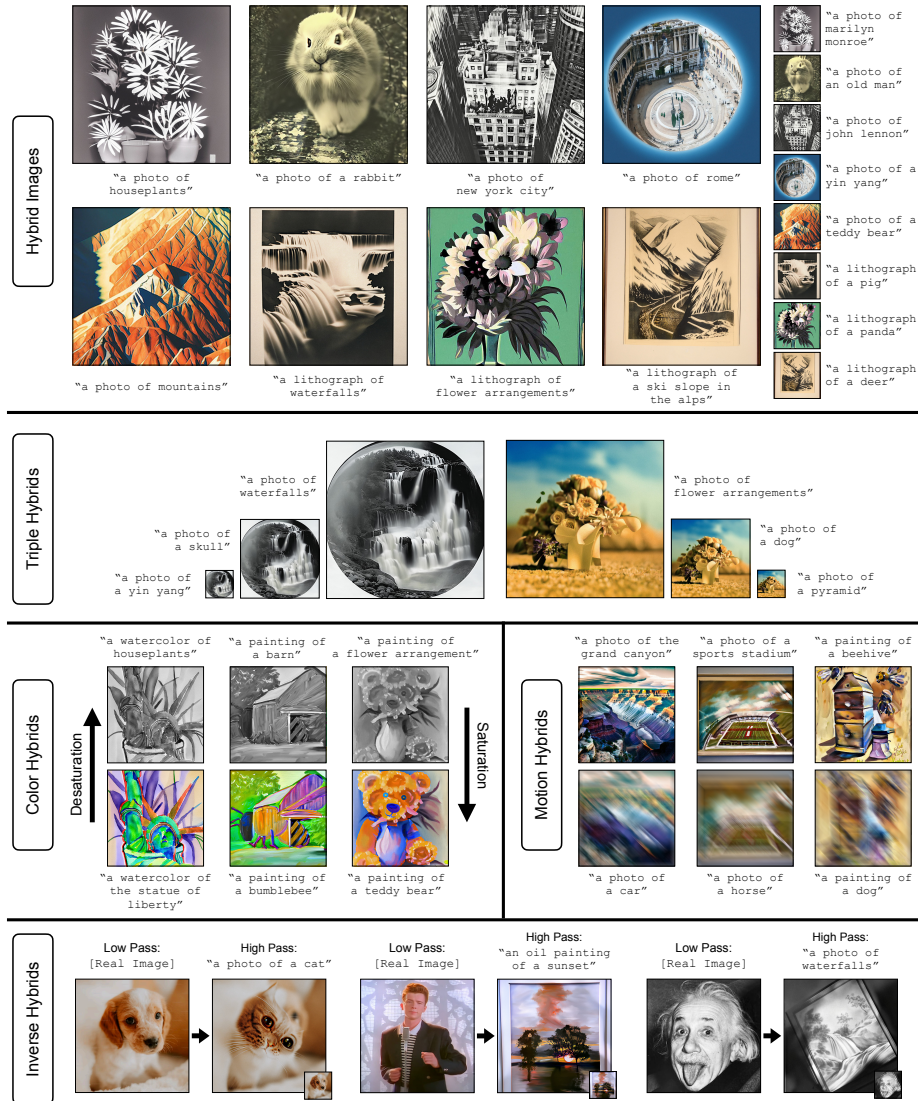 Hybrid Images
“a photo of
houseplants”
“a photo of a rabbit”
“a photo of
new york city”
“a photo of rome”
“a photo of
marilyn
monroe”
“a photo of
an old man”
“a photo of
john lennon”
“a photo of a
yin yang”
“a photo of a
teddy bear”
“a lithograph
of a pig”
“a lithograph
of a panda”
“a lithograph
of a deer”
“a photo of mountains”
“a lithograph of
waterfalls”
“a lithograph of
flower arrangements”
“a lithograph of
a ski slope in
the alps”
Triple Hybrids
“a photo of
waterfalls”
“a photo of
a skull”
“a photo of
a yin yang”
“a photo of
flower arrangements”
“a photo of
a dog”
“a photo of
a pyramid”
Color Hybrids
“a watercolor of
houseplants”
“a painting of
a barn”
“a painting of
a flower arrangement”
Desaturation
Saturation
“a watercolor of
the statue of
liberty”
“a painting of
a bumblebee”
“a painting of
a teddy bear”
Motion Hybrids
“a photo of the
grand canyon”
“a photo of a
sports stadium”
“a painting of
a beehive”
“a photo of
a car”
“a photo of
a horse”
“a painting of
a dog”
Inverse Hybrids
Low Pass:
[Real Image]
High Pass:
“a photo of a cat”
Low Pass:
[Real Image]
High Pass:
“an oil painting
of a sunset”
Low Pass:
[Real Image]
High Pass:
“a photo of
waterfalls”